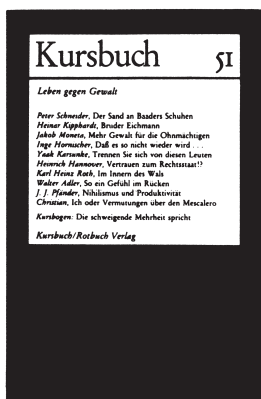 Kursbuch 51
Leben gegen Gewalt
Peter Schneider, Der Sand an Baaders Schuhen
Heinar Kipphardt, Bruder Eichmann
Jakob Moneta, Mehr Gewalt für die Ohnmächtigen
Inge Hornischer, Daß es so nicht wieder wird . . .
Yaak Karsunke, Trennen Sie sich von diesen Leuten
Heinrich Hannover, Vertrauen zum Rechtsstaat!?
Karl Heinz Roth, Im Innern des Wals
Walter Adler, So ein Gefühl im Rücken
J. J. Pfänder, Nihilismus und Produktivität
Christian, Ich oder Vermutungen über den Mescalero
Kursbogen: Die schweigende Mehrheit spricht
Kursbuch/Rotbuch Verlag